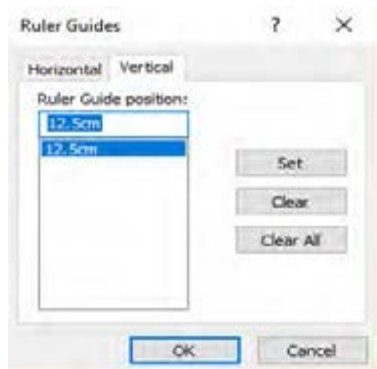 Ruler Guides ? ×
Horizontal Vertical
Ruler Guide position:
12.5cm
12.5cm
Set
Clear
Clear All
OK Cancel